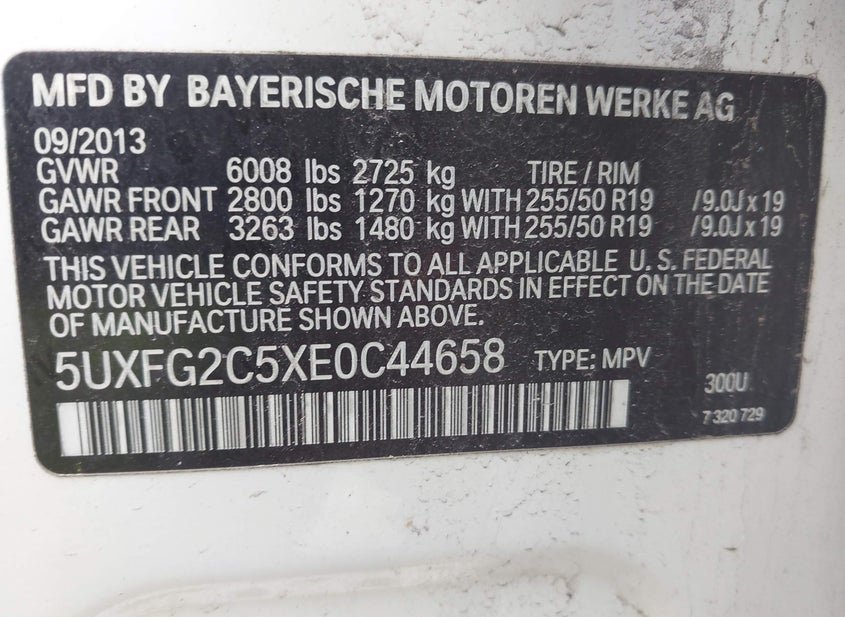 MFD BY BAYERISCHE MOTOREN WERKE AG
09/2013
GVWR 6008 lbs 2725 kg TIRE / RIM
GAWR FRONT 2800 lbs 1270 kg WITH 255/50 R19 /9.0J x 19
GAWR REAR 3263 lbs 1480 kg WITH 255/50 R19 /9.0J x 19
THIS VEHICLE CONFORMS TO ALL APPLICABLE U. S. FEDERAL
MOTOR VEHICLE SAFETY STANDARDS IN EFFECT ON THE DATE
OF MANUFACTURE SHOWN ABOVE.
5UXFG2C5XE0C44658 TYPE: MPV
300U
7 320 729